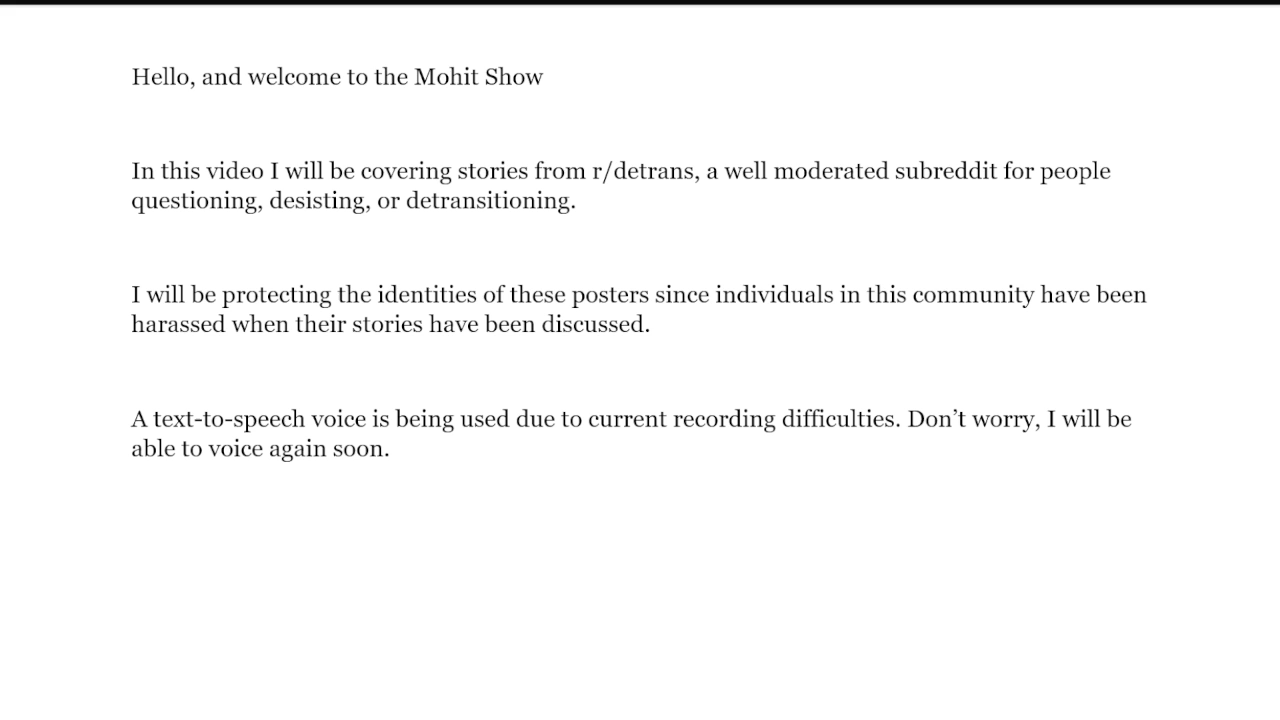 Hello, and welcome to the Mohit Show
In this video I will be covering stories from r/detrans, a well moderated subreddit for people
questioning, desisting, or detransitioning.
I will be protecting the identities of these posters since individuals in this community have been
harassed when their stories have been discussed.
A text-to-speech voice is being used due to current recording difficulties. Don’t worry, I will be
able to voice again soon.